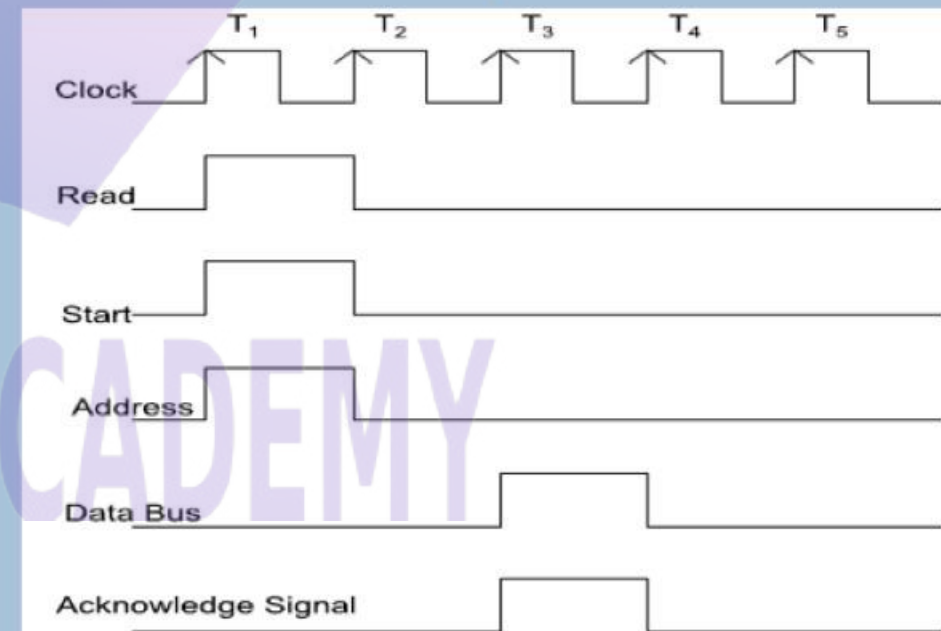 T₁ T₂ T₃ T₄ T₅
Clock
Read
Start
CADEMY
Address
Data Bus
Acknowledge Signal